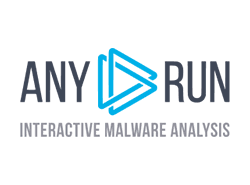 ANY RUN
INTERACTIVE MALWARE ANALYSIS